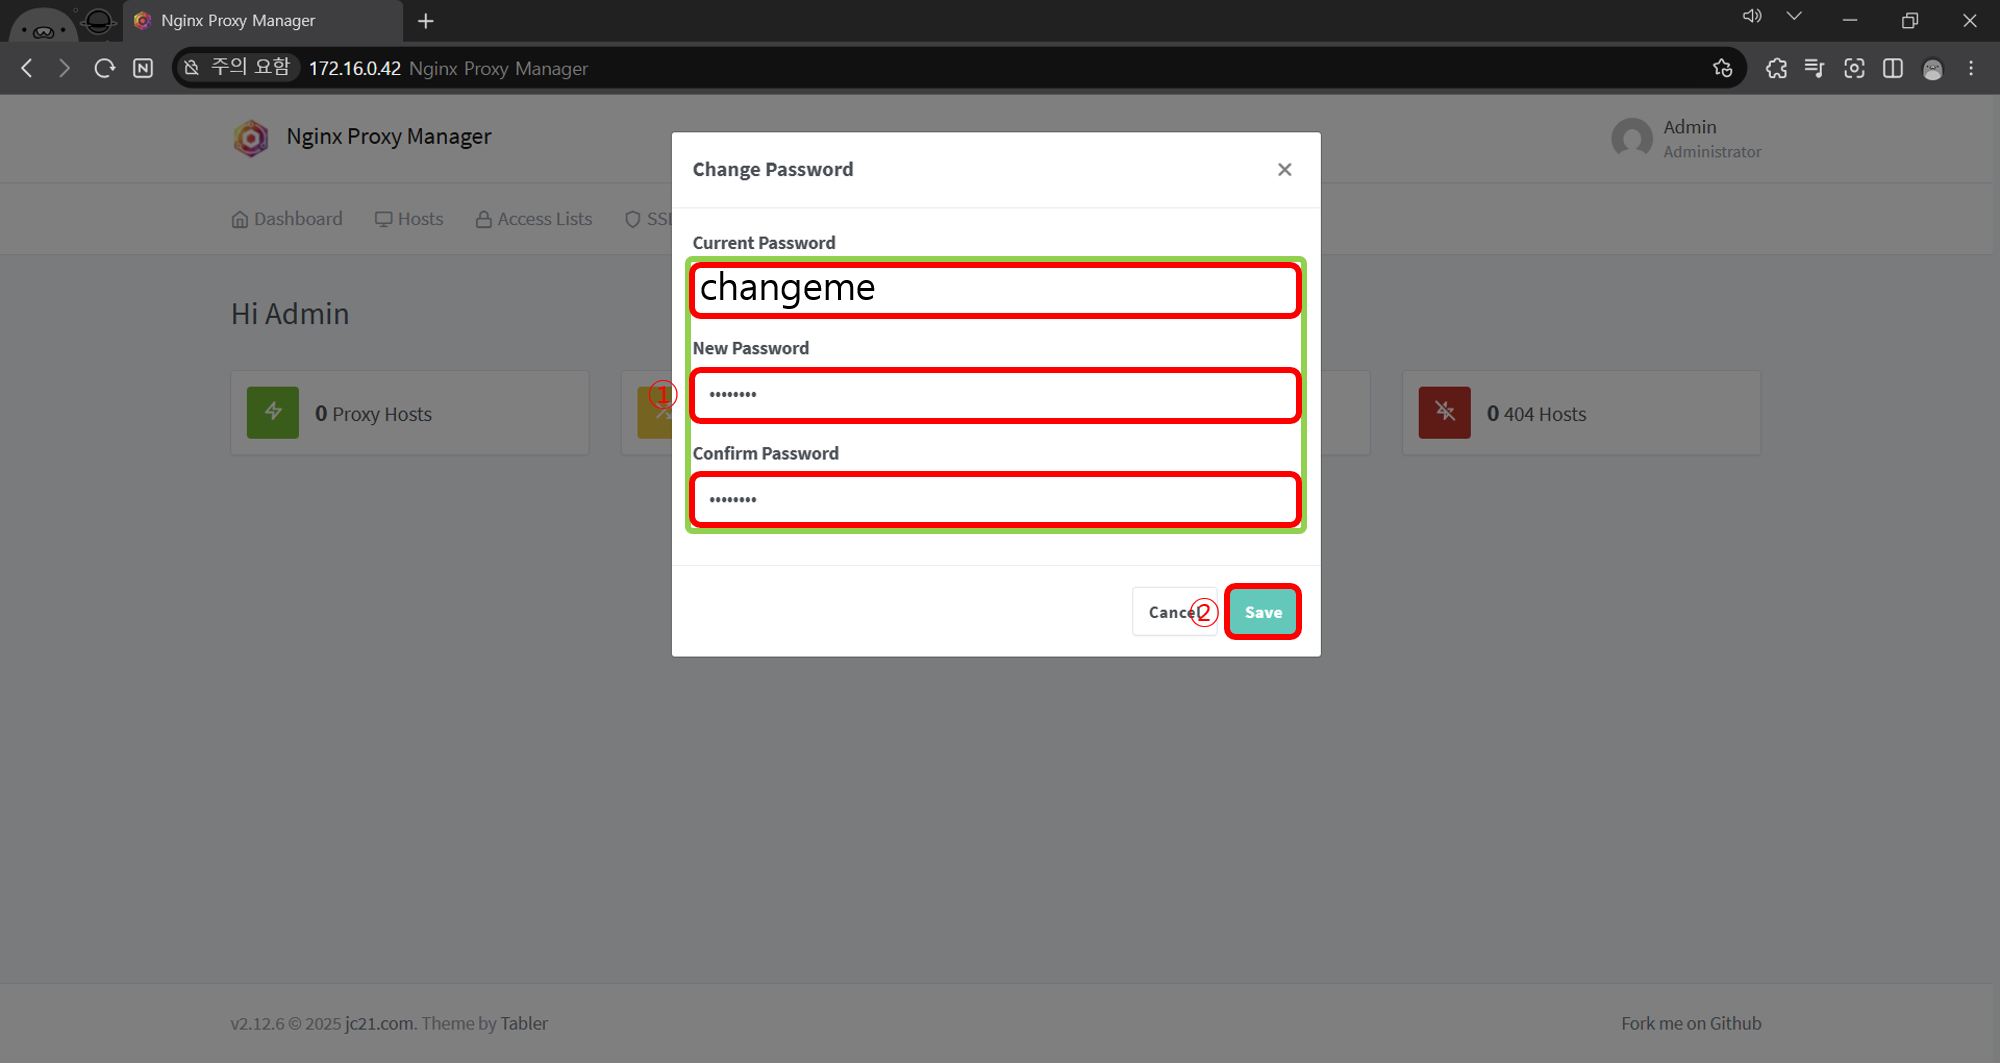 Nginx Proxy Manager
주의 요함 172.16.0.42 Nginx Proxy Manager
Nginx Proxy Manager
Admin
Administrator
Dashboard Hosts Access Lists SSL
Hi Admin
0 Proxy Hosts
0 404 Hosts
Change Password
Current Password
changeme
New Password
①
••••••••
Confirm Password
••••••••
Cancel ② Save
v2.12.6 © 2025 jc21.com. Theme by Tabler
Fork me on Github